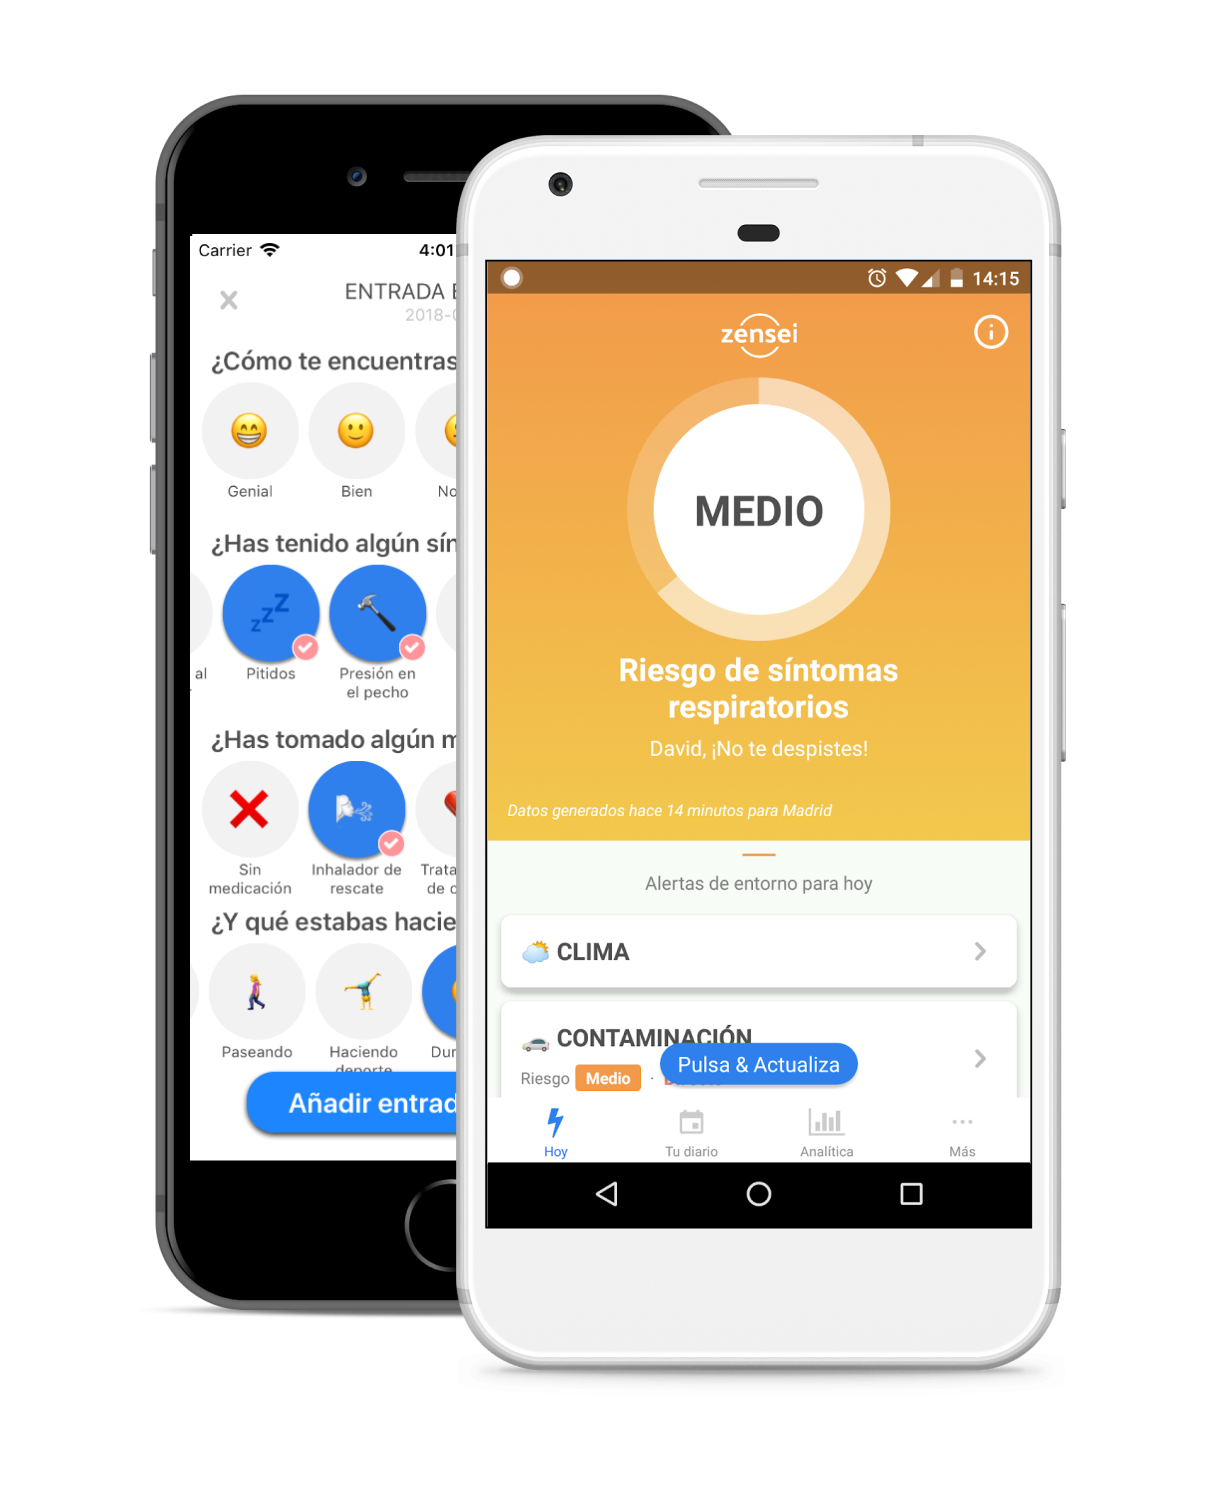 Carrier
4:01
ENTRADA
2018-0
¿Cómo te encuentras
Genial
Bien
No
¿Has tenido algún sín
al
Pitidos
Presión en
el pecho
¿Has tomado algún m
Sin
medicación
Inhalador de
rescate
Trata
de c
¿Y qué estabas hacie
Paseando
Haciendo
deporte
Dur
Añadir entrad
14:15
zensei
MEDIO
Riesgo de síntomas
respiratorios
David, ¡No te despistes!
Datos generados hace 14 minutos para Madrid
Alertas de entorno para hoy
CLIMA
CONTAMINACIÓN
Riesgo Medio ·
Pulsa & Actualiza
Hoy
Tu diario
Analítica
Más